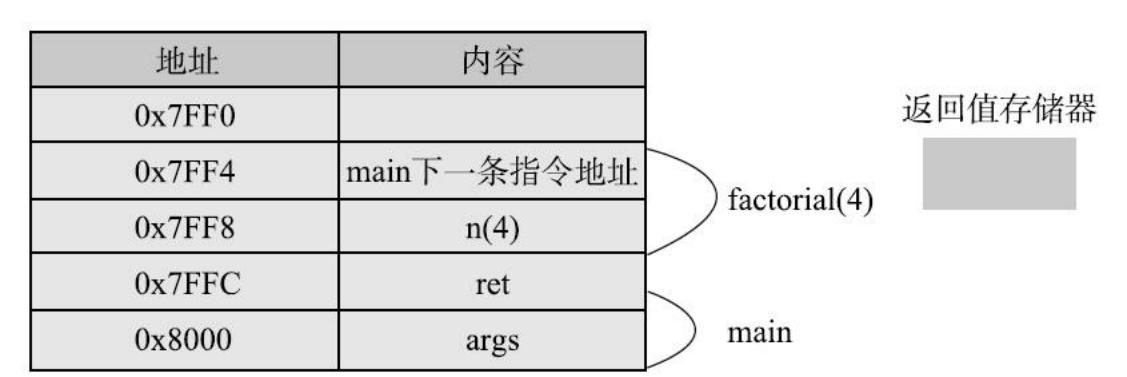 地址 内容
0x7FF0
返回值存储器
0x7FF4 main下一条指令地址
factorial(4)
0x7FF8 n(4)
0x7FFC ret
0x8000 args
main